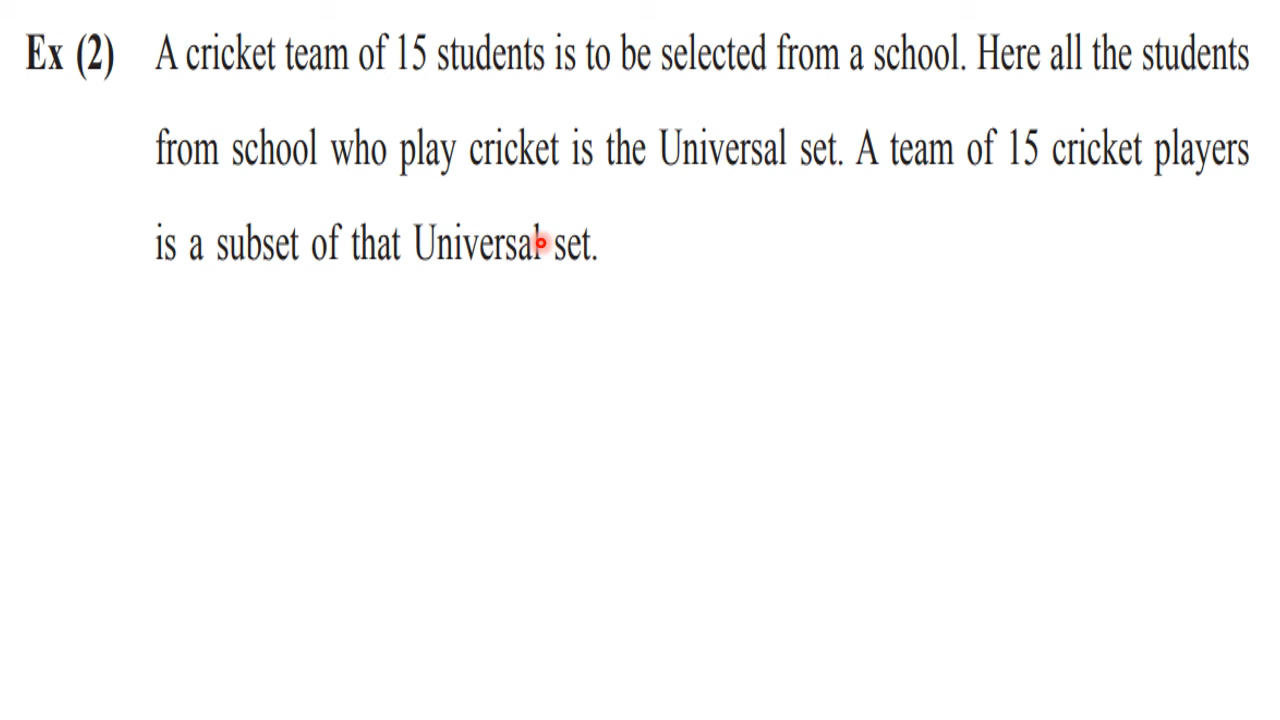 Ex (2) A cricket team of 15 students is to be selected from a school. Here all the students
from school who play cricket is the Universal set. A team of 15 cricket players
is a subset of that Universal set.